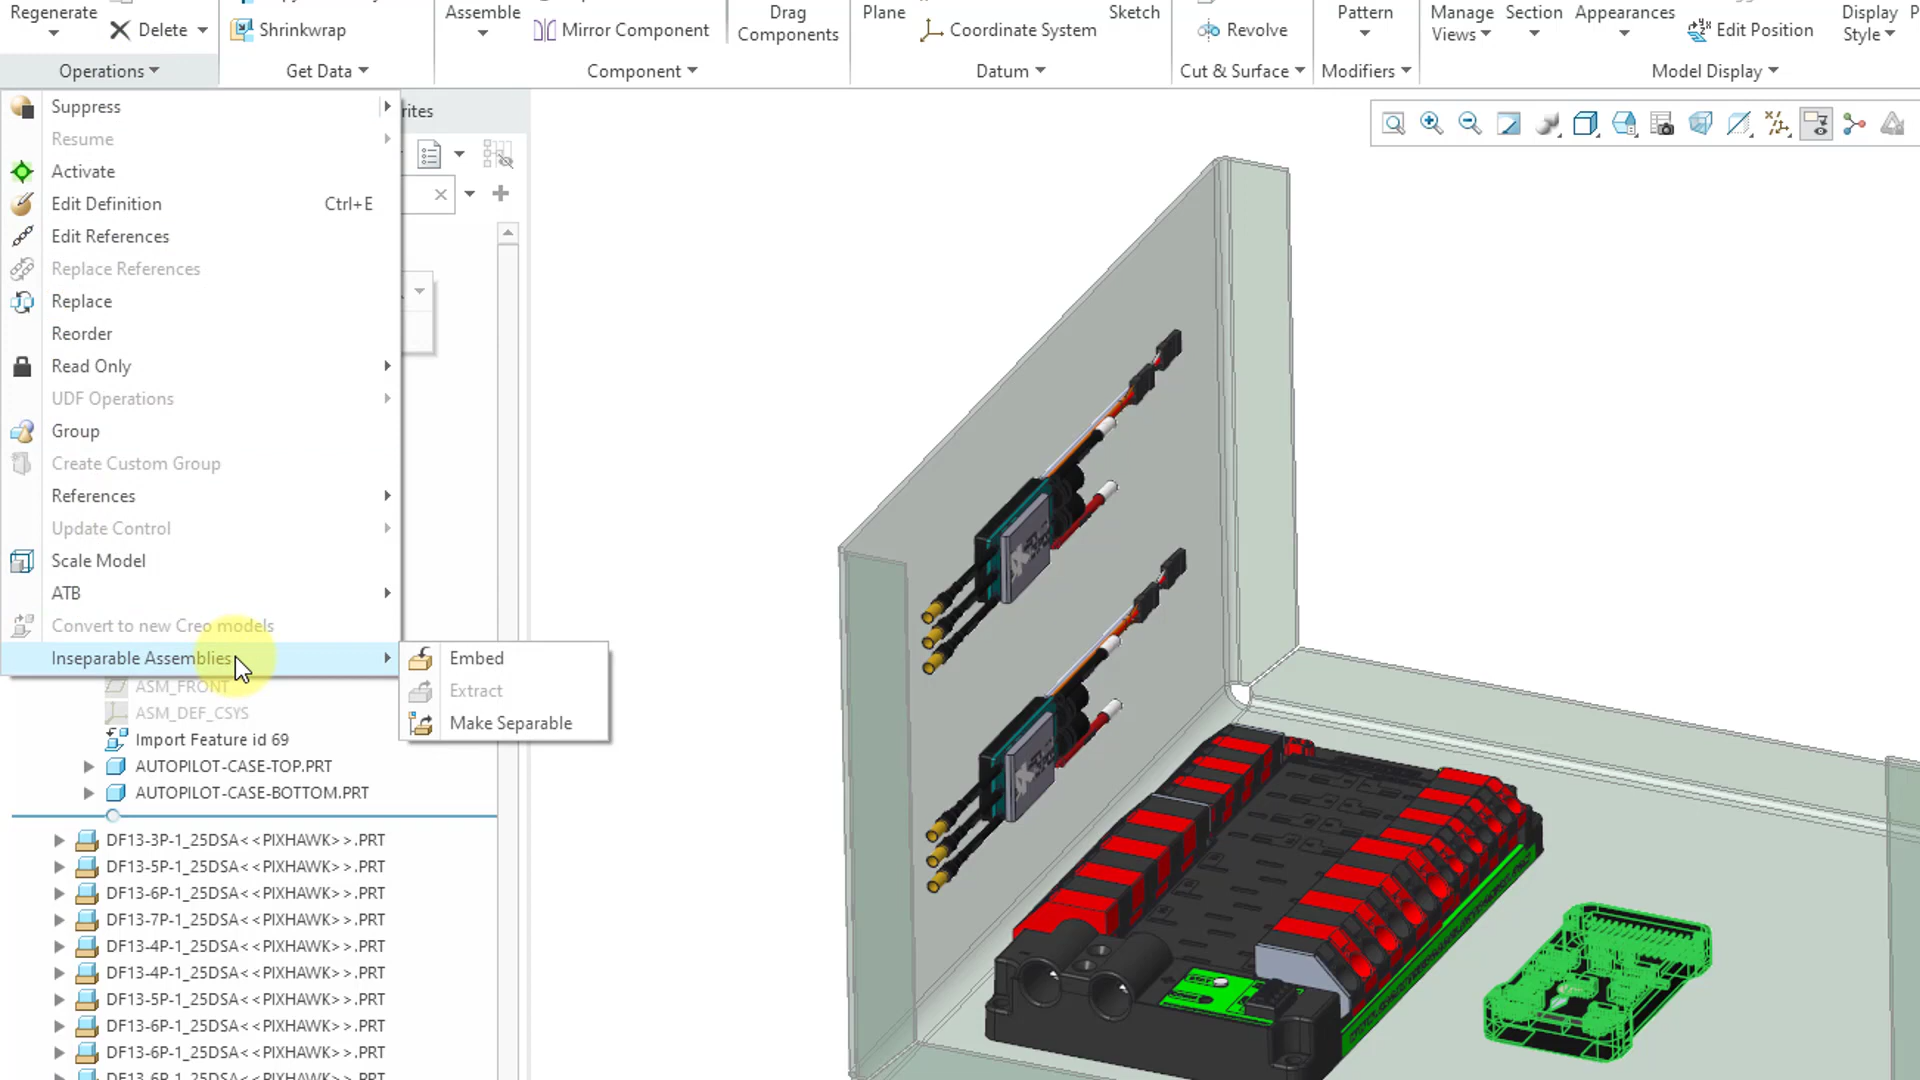 Regenerate
Delete
Shrinkwrap
Assemble
Mirror Component
Drag
Components
Plane
Coordinate System
Sketch
Revolve
Pattern
Manage
Views
Section
Appearances
Edit Position
Display
Style
Operations
Get Data
Component
Datum
Cut & Surface
Modifiers
Model Display
Suppress
rites
Resume
Activate
Edit Definition Ctrl+E
Edit References
Replace References
Replace
Reorder
Read Only
UDF Operations
Group
Create Custom Group
References
Update Control
Scale Model
ATB
Convert to new Creo models
Inseparable Assemblies
Embed
Extract
Make Separable
ASM_FRONT
ASM_DEF_CSYS
Import Feature id 69
AUTOPILOT-CASE-TOP.PRT
AUTOPILOT-CASE-BOTTOM.PRT
DF13-3P-1_25DSA<<PIXHAWK>>.PRT
DF13-5P-1_25DSA<<PIXHAWK>>.PRT
DF13-6P-1_25DSA<<PIXHAWK>>.PRT
DF13-7P-1_25DSA<<PIXHAWK>>.PRT
DF13-4P-1_25DSA<<PIXHAWK>>.PRT
DF13-4P-1_25DSA<<PIXHAWK>>.PRT
DF13-5P-1_25DSA<<PIXHAWK>>.PRT
DF13-6P-1_25DSA<<PIXHAWK>>.PRT
DF13-6P-1_25DSA<<PIXHAWK>>.PRT
DF13-6P-1_25DSA<<PIXHAWK>>.PRT